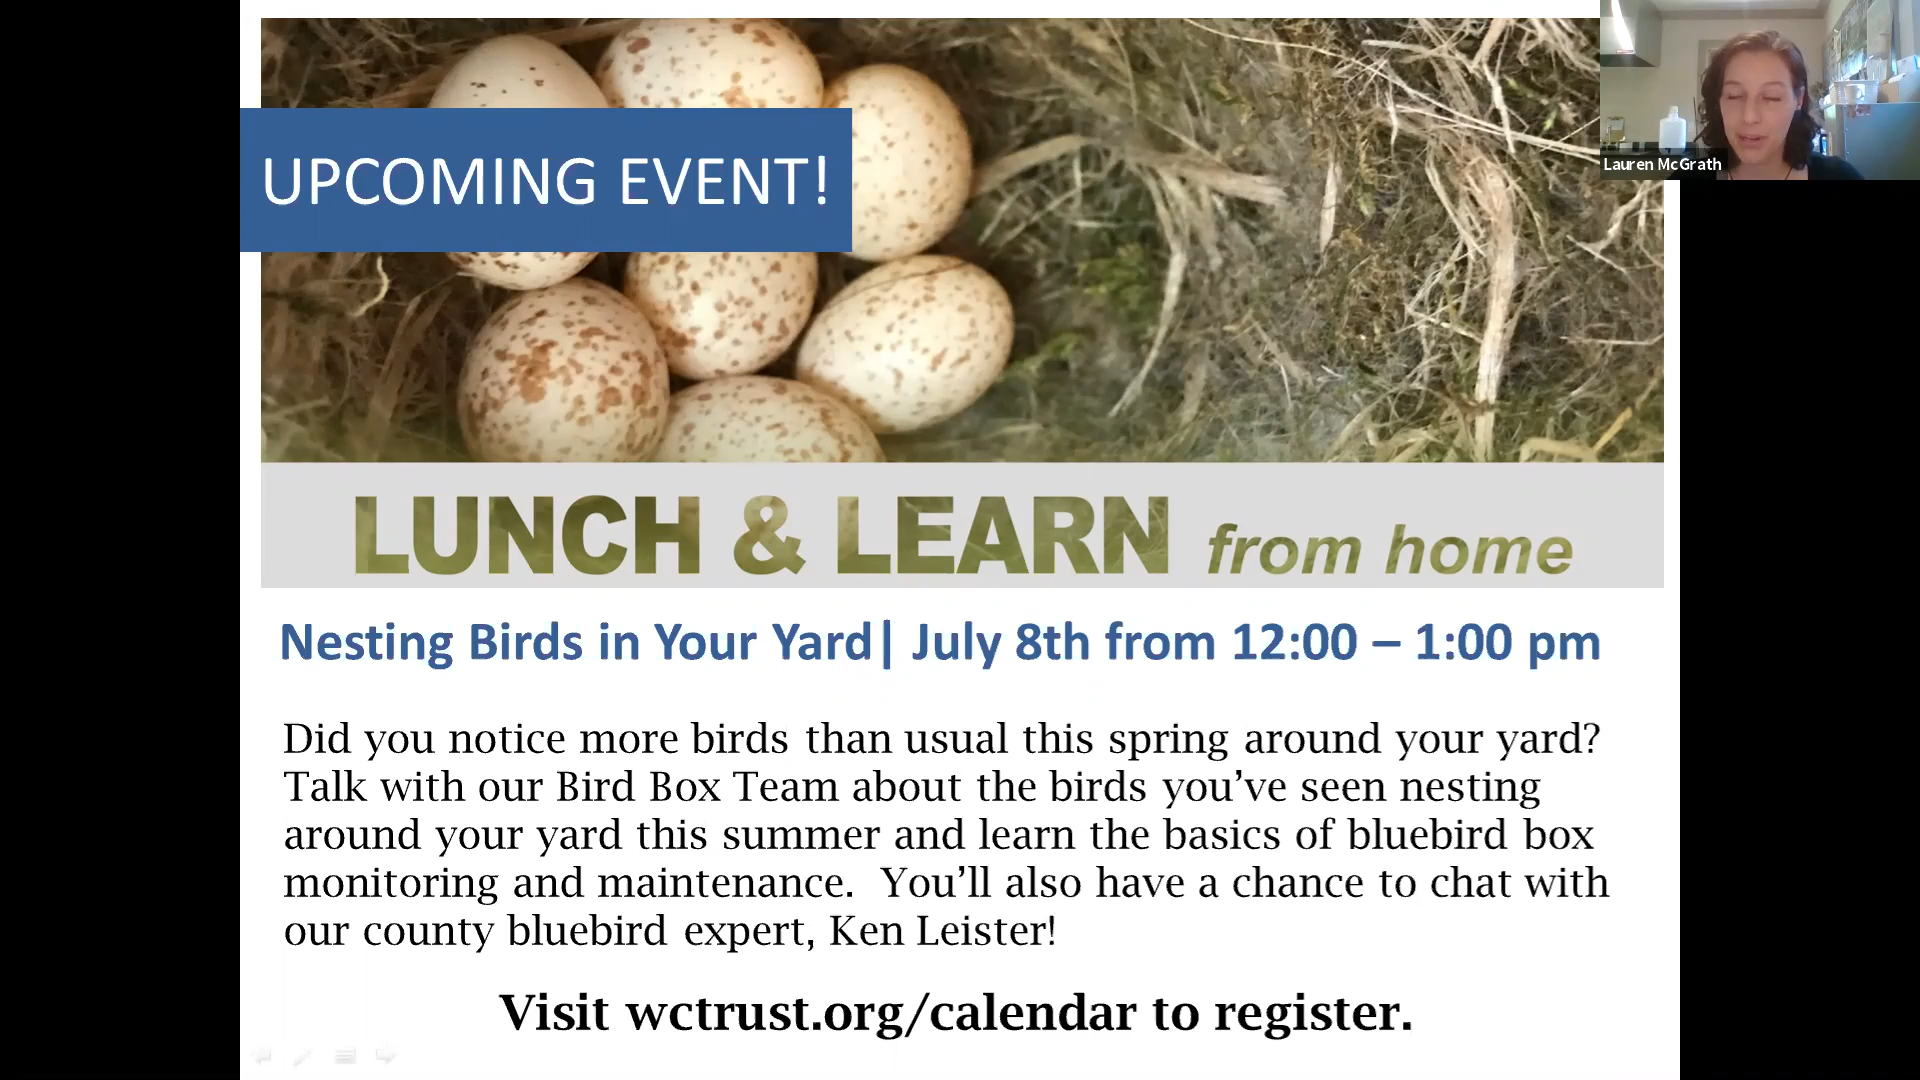 Lauren McGrath
UPCOMING EVENT!
LUNCH & LEARN from home
Nesting Birds in Your Yard| July 8th from 12:00 – 1:00 pm
Did you notice more birds than usual this spring around your yard?
Talk with our Bird Box Team about the birds you’ve seen nesting
around your yard this summer and learn the basics of bluebird box
monitoring and maintenance.  You’ll also have a chance to chat with
our county bluebird expert, Ken Leister!
Visit wctrust.org/calendar to register.